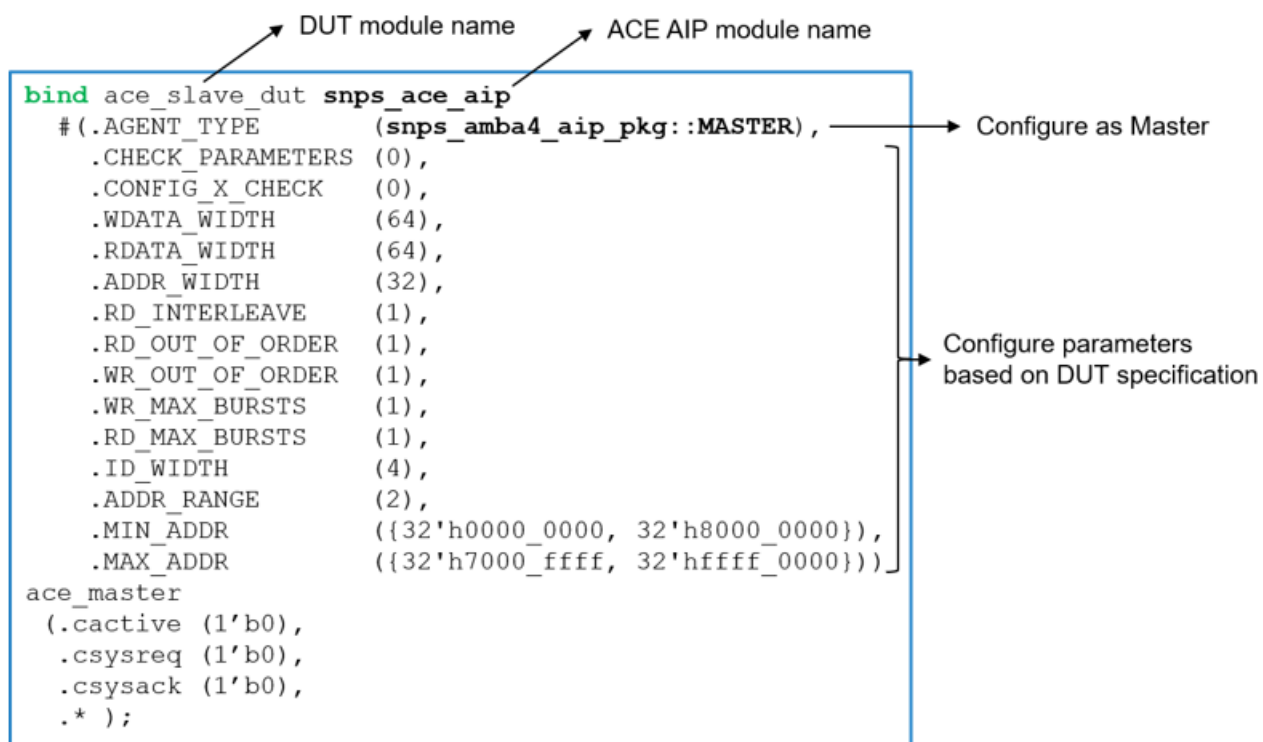 DUT module name
ACE AIP module name
bind ace_slave_dut snps_ace_aip
#(.AGENT_TYPE (snps_amba4_aip_pkg::MASTER),
Configure as Master
.CHECK_PARAMETERS (0),
.CONFIG_X_CHECK (0),
.WDATA_WIDTH (64),
.RDATA_WIDTH (64),
.ADDR_WIDTH (32),
.RD_INTERLEAVE (1),
.RD_OUT_OF_ORDER (1),
.WR_OUT_OF_ORDER (1),
.WR_MAX_BURSTS (1),
.RD_MAX_BURSTS (1),
.ID_WIDTH (4),
.ADDR_RANGE (2),
.MIN_ADDR ({32'h0000_0000, 32'h8000_0000}),
.MAX_ADDR ({32'h7000_ffff, 32'hffff_0000}))
Configure parameters
based on DUT specification
ace_master
(.cactive (1’b0),
.csysreq (1’b0),
.csysack (1’b0),
.* );